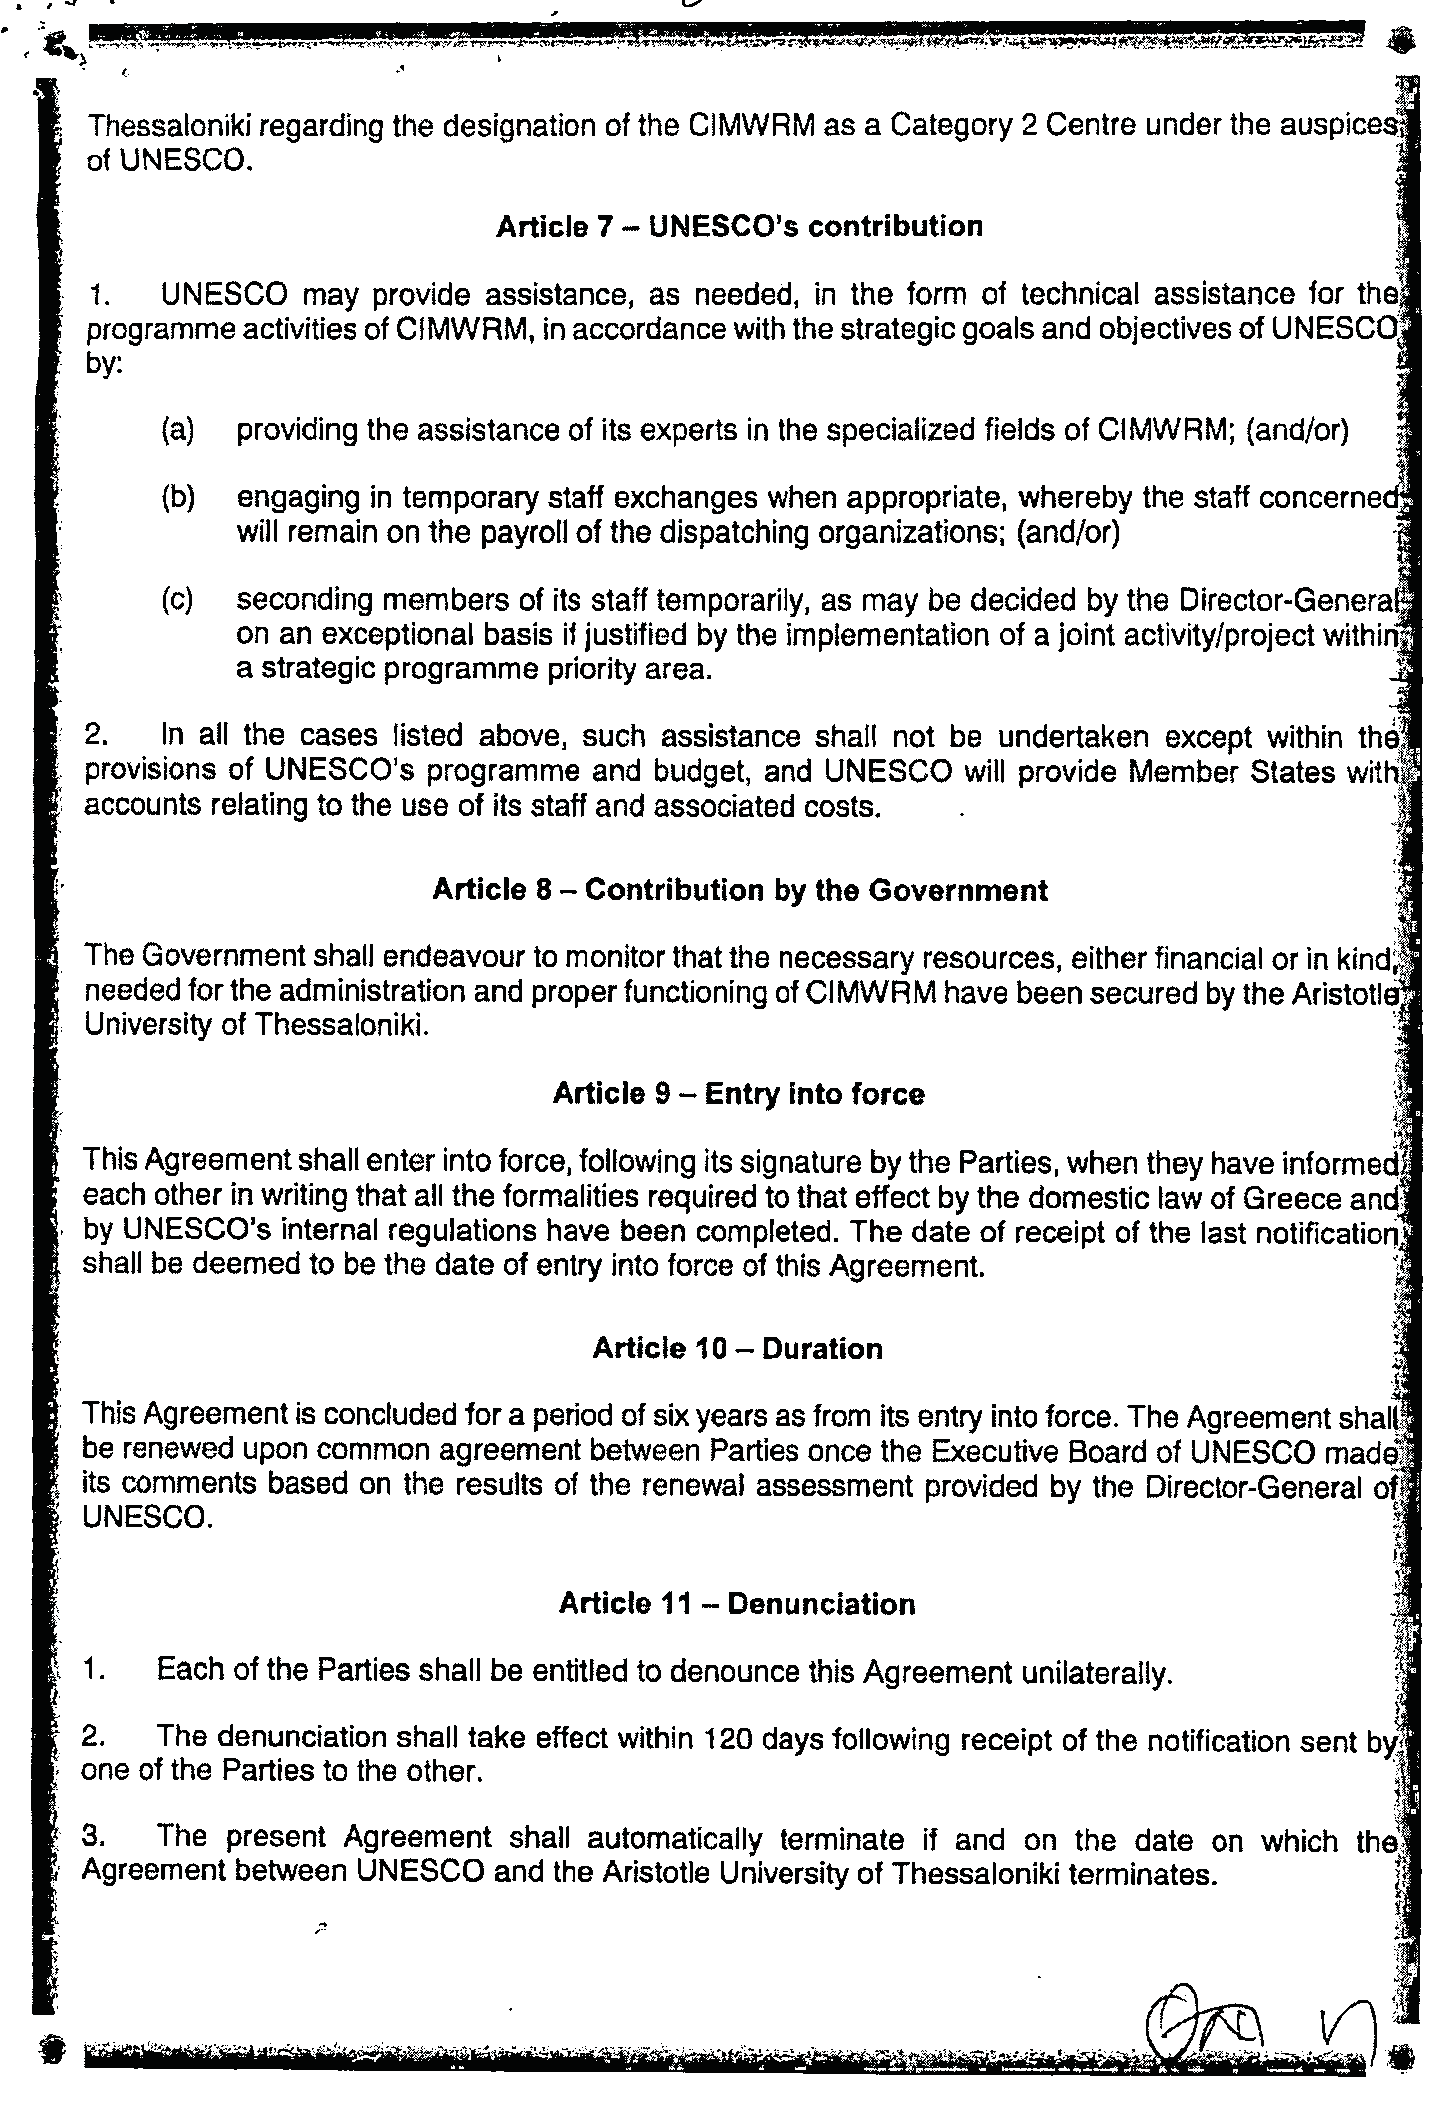 Thessaloniki regarding the designation of the CIMWRM as a Category 2 Centre under the auspices
of UNESCO.
Article 7 – UNESCO's contribution
1. UNESCO may provide assistance, as needed, in the form of technical assistance for the
programme activities of CIMWRM, in accordance with the strategic goals and objectives of UNESCO
by:
(a) providing the assistance of its experts in the specialized fields of CIMWRM; (and/or)
(b) engaging in temporary staff exchanges when appropriate, whereby the staff concerned
will remain on the payroll of the dispatching organizations; (and/or)
(c) seconding members of its staff temporarily, as may be decided by the Director-General
on an exceptional basis if justified by the implementation of a joint activity/project within
a strategic programme priority area.
2. In all the cases listed above, such assistance shall not be undertaken except within the
provisions of UNESCO's programme and budget, and UNESCO will provide Member States with
accounts relating to the use of its staff and associated costs.
Article 8 – Contribution by the Government
The Government shall endeavour to monitor that the necessary resources, either financial or in kind,
needed for the administration and proper functioning of CIMWRM have been secured by the Aristotle
University of Thessaloniki.
Article 9 – Entry into force
This Agreement shall enter into force, following its signature by the Parties, when they have informed
each other in writing that all the formalities required to that effect by the domestic law of Greece and
by UNESCO's internal regulations have been completed. The date of receipt of the last notification
shall be deemed to be the date of entry into force of this Agreement.
Article 10 – Duration
This Agreement is concluded for a period of six years as from its entry into force. The Agreement shall
be renewed upon common agreement between Parties once the Executive Board of UNESCO made
its comments based on the results of the renewal assessment provided by the Director-General of
UNESCO.
Article 11 – Denunciation
1. Each of the Parties shall be entitled to denounce this Agreement unilaterally.
2. The denunciation shall take effect within 120 days following receipt of the notification sent by
one of the Parties to the other.
3. The present Agreement shall automatically terminate if and on the date on which the
Agreement between UNESCO and the Aristotle University of Thessaloniki terminates.